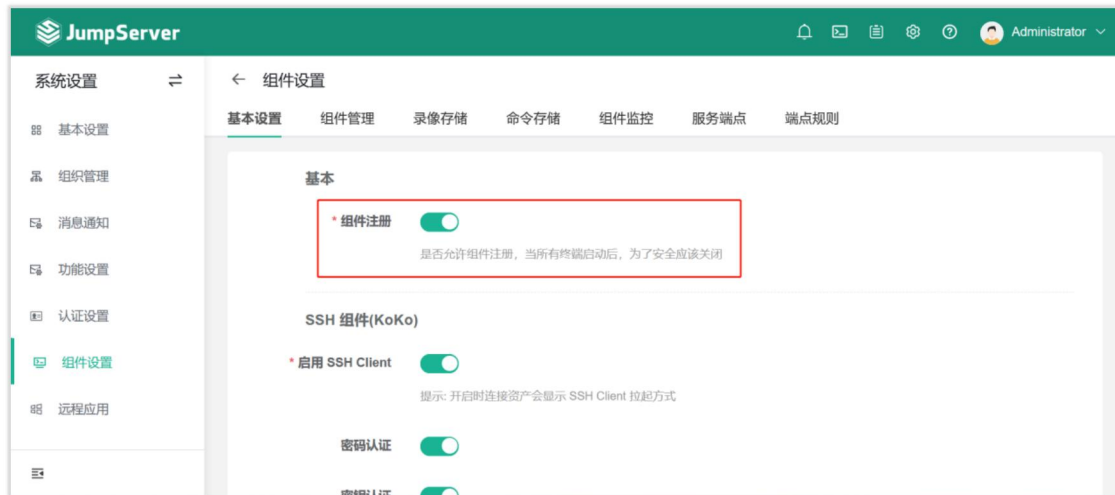 JumpServer
Administrator
系统设置
组件设置
基本设置 组件管理 录像存储 命令存储 组件监控 服务端点 端点规则
基本设置
组织管理
消息通知
功能设置
认证设置
组件设置
远程应用
基本
* 组件注册
是否允许组件注册，当所有终端启动后，为了安全应该关闭
SSH 组件(KoKo)
* 启用 SSH Client
提示: 开启时连接资产会显示 SSH Client 拉起方式
密码认证
密钥认证